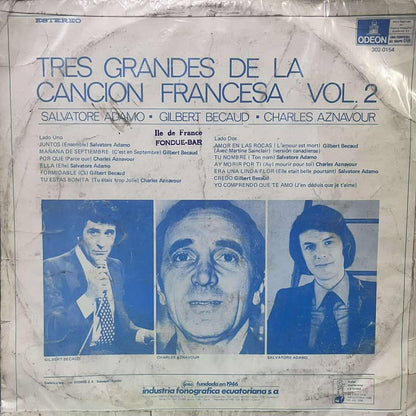 ESTEREO
ODEON
302-0154
TRES GRANDES DE LA
CANCION FRANCESA VOL. 2
SALVATORE ADAMO • GILBERT BECAUD • CHARLES AZNAVOUR
Ile de France
FONDUE-BAR
Lado Uno
JUNTOS (Ensemble) Salvatore Adamo
MAÑANA DE SEPTIEMBRE (C'est en Septembre) Gilbert Becaud
POR QUE (Parce que) Charles Aznavour
ELLA (Elle) Salvatore Adamo
FORMIDABLE (Ci) Gilbert Becaud
TU ESTAS BONITA (Tu étais trop Jolie) Charles Aznavour
Lado Dos
AMOR EN LAS ROCAS (L'amour est mort) Gilbert Becaud
(Avec Martine Sainclair) (versión canadiense)
TU NOMBRE (Ton nom) Salvatore Adamo
AY MORIR POR TI (Ay! mourir pour toi) Charles Aznavour
ERA UNA LINDA FLOR (Elle était belle pourtant) Salvatore Adamo
CREDO Gilbert Becaud
YO COMPRENDO QUE TE AMO (J'en déduis que je t'aime)
GILBERT BECAUD
CHARLES AZNAVOUR
SALVATORE ADAMO
fundada en 1946
industria fonografica ecuatoriana s a